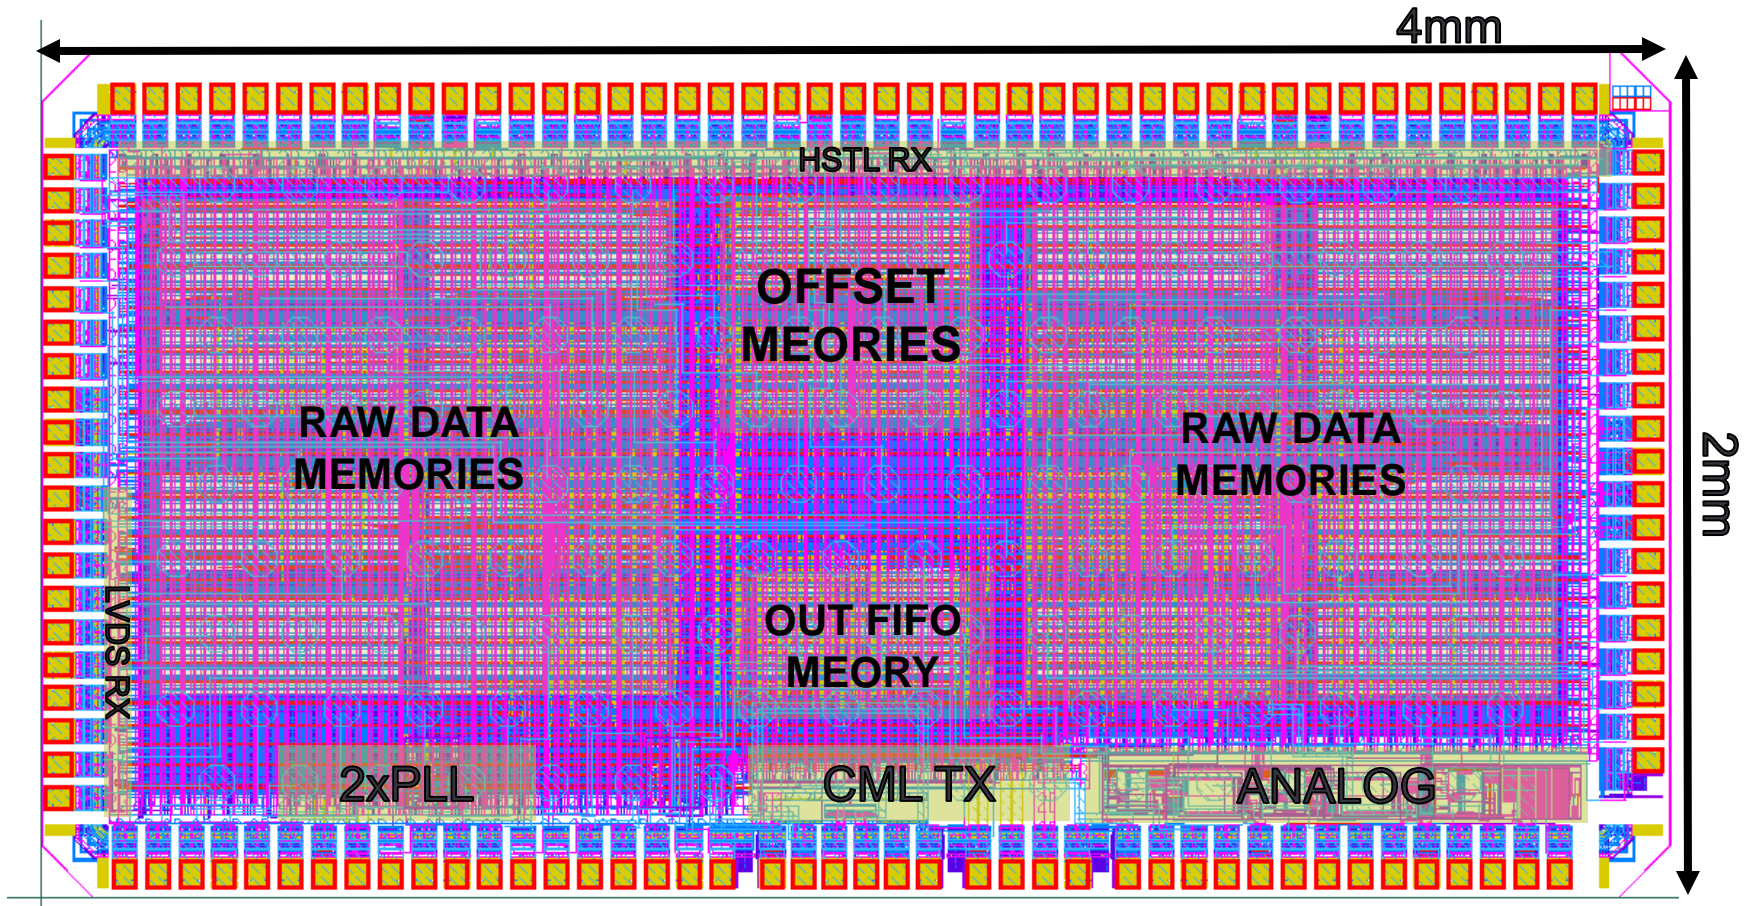 4mm
HSTL RX
OFFSET
MEORIES
RAW DATA
MEMORIES
RAW DATA
MEMORIES
2mm
LVDS RX
OUT FIFO
MEORY
2xPLL
CML TX
ANALOG